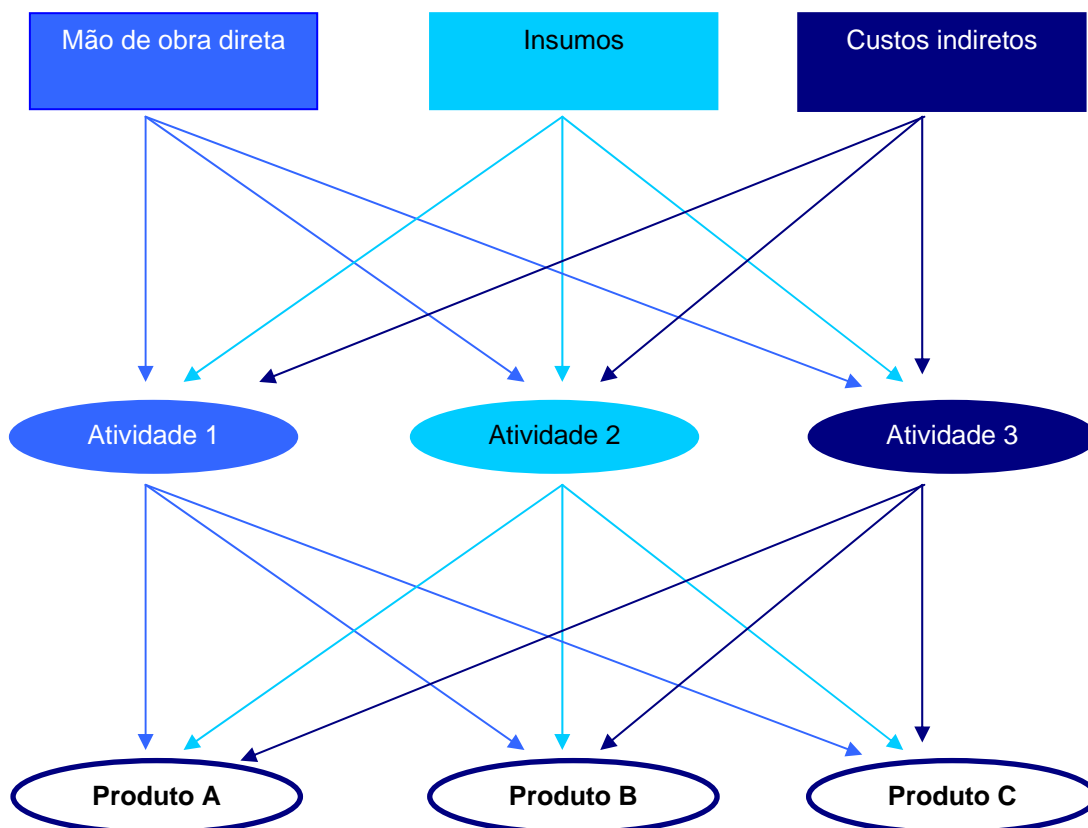 Mão de obra direta
Insumos
Custos indiretos
Atividade 1
Atividade 2
Atividade 3
Produto A
Produto B
Produto C